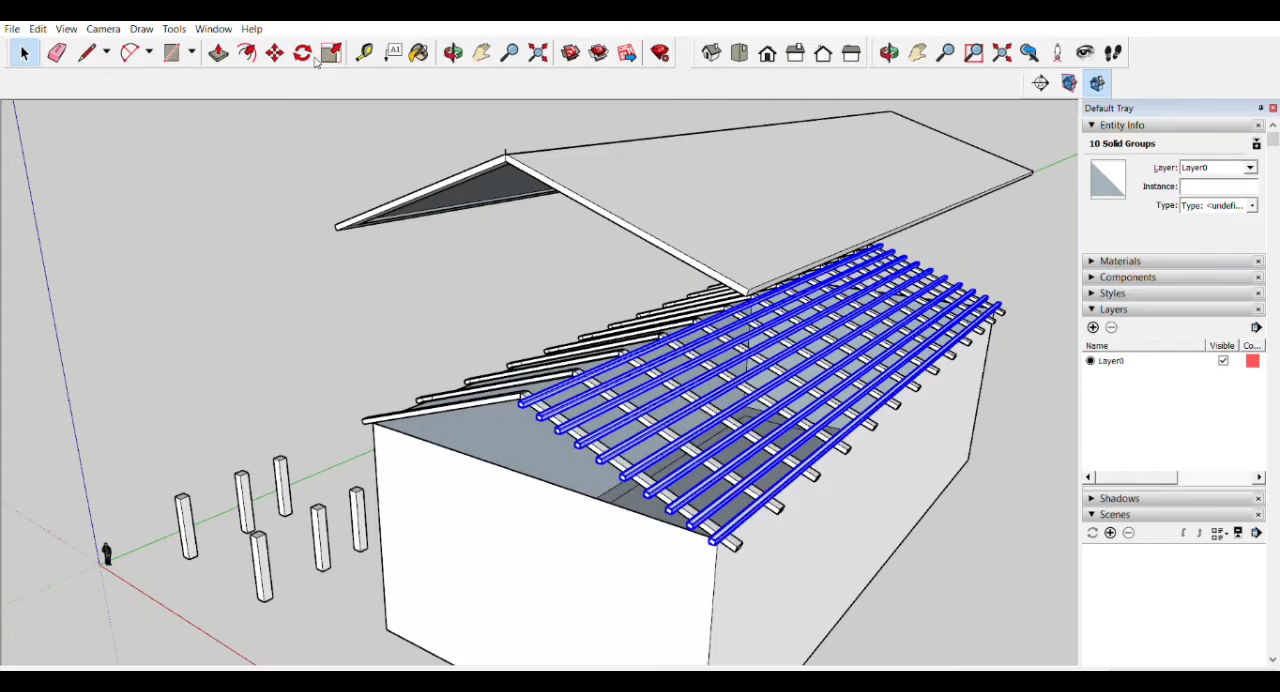 File Edit View Camera Draw Tools Window Help
A1
Default Tray
Entity Info
10 Solid Groups
Layer: Layer0
Instance:
Type: Type: <undefi...
Materials
Components
Styles
Layers
Name Visible Co...
Layer0
Shadows
Scenes